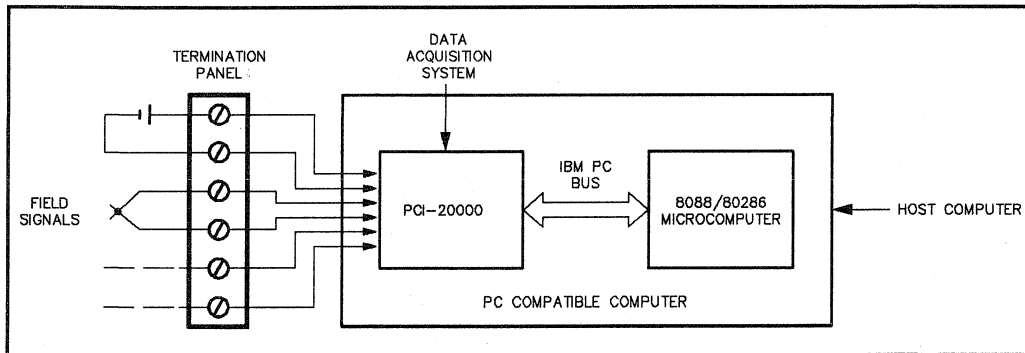 DATA
ACQUISITION
SYSTEM
TERMINATION
PANEL
FIELD
SIGNALS
PCI-20000
IBM PC
BUS
8088/80286
MICROCOMPUTER
HOST COMPUTER
PC COMPATIBLE COMPUTER